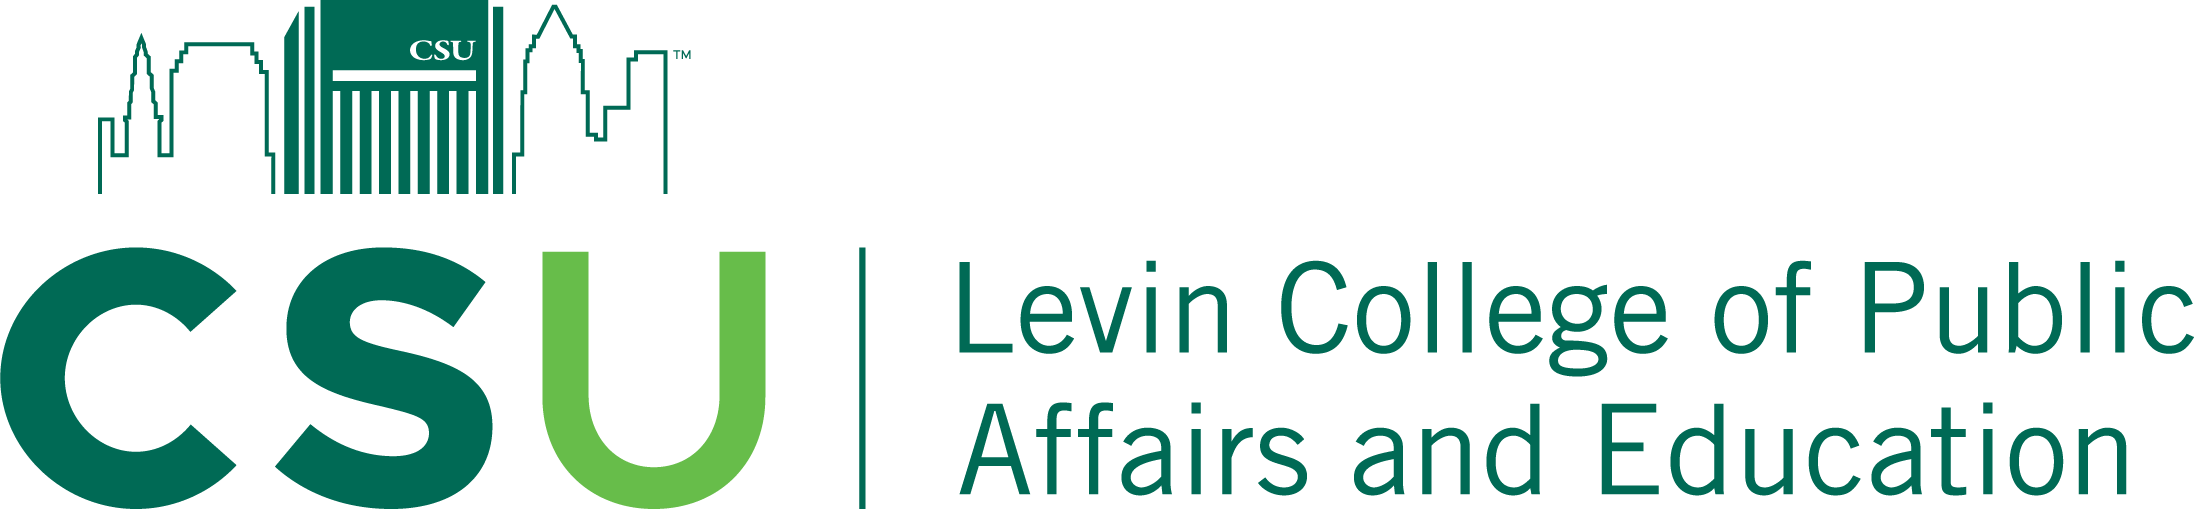 CSU
™
CSU
Levin College of Public
Affairs and Education